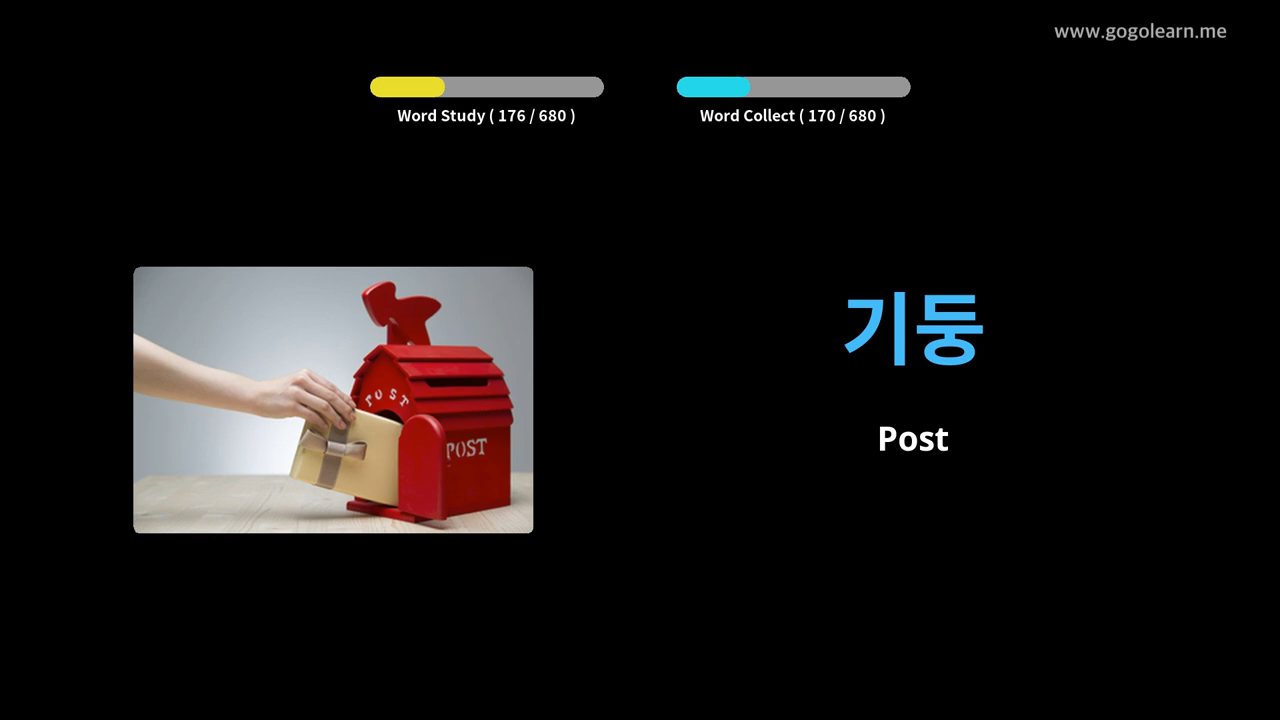 www.gogolearn.me
Word Study ( 176 / 680 )
Word Collect ( 170 / 680 )
POST
POST
기둥
Post